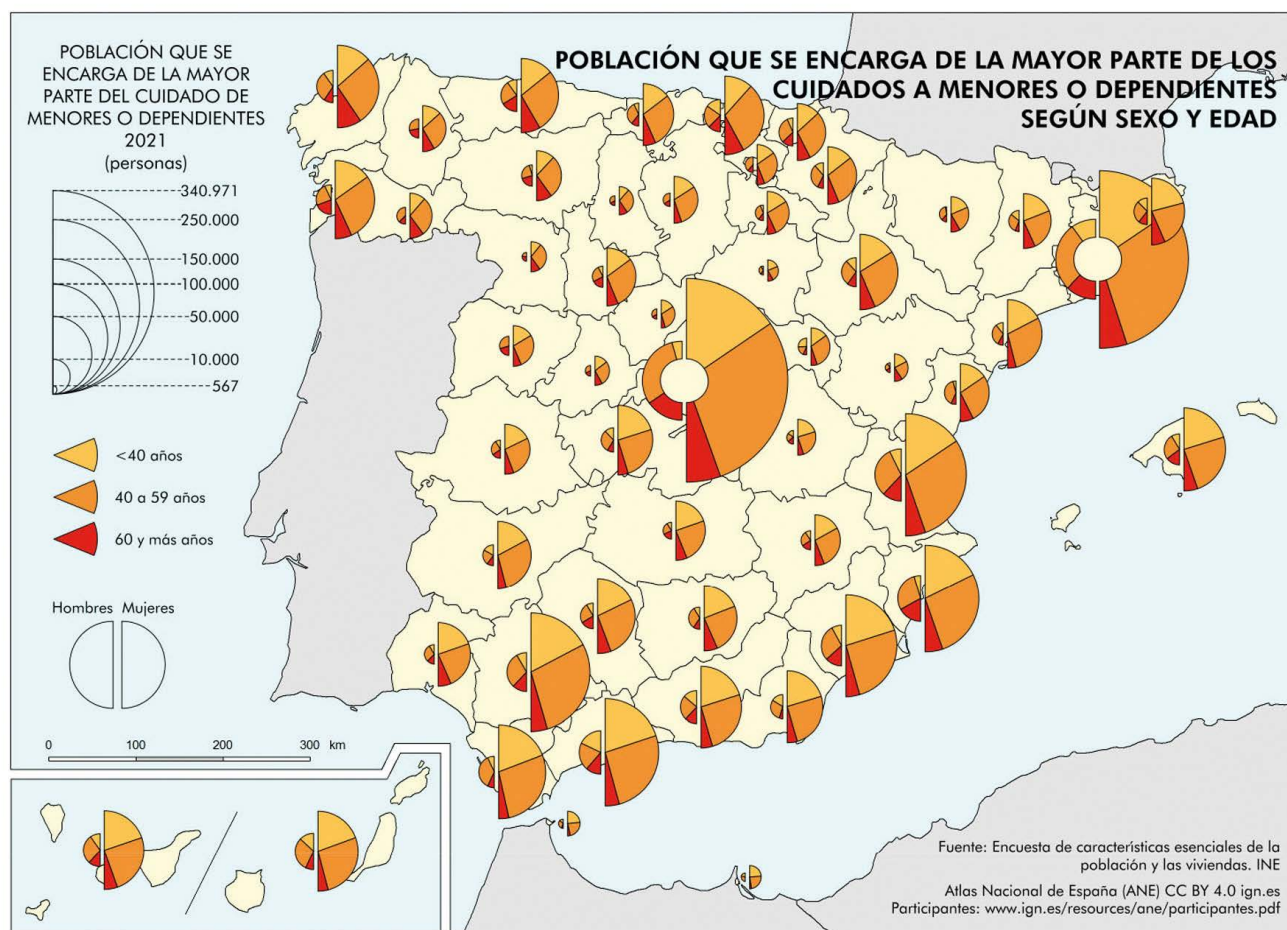 POBLACIÓN QUE SE
ENCARGA DE LA MAYOR
PARTE DEL CUIDADO DE
MENORES O DEPENDIENTES
2021
(personas)
340.971
250.000
150.000
100.000
50.000
10.000
567
<40 años
40 a 59 años
60 y más años
Hombres Mujeres
0 100 200 300 km
POBLACIÓN QUE SE ENCARGA DE LA MAYOR PARTE DE LOS
CUIDADOS A MENORES O DEPENDIENTES
SEGÚN SEXO Y EDAD
Fuente: Encuesta de características esenciales de la
población y las viviendas. INE
Atlas Nacional de España (ANE) CC BY 4.0 ign.es
Participantes: www.ign.es/resources/ane/participantes.pdf